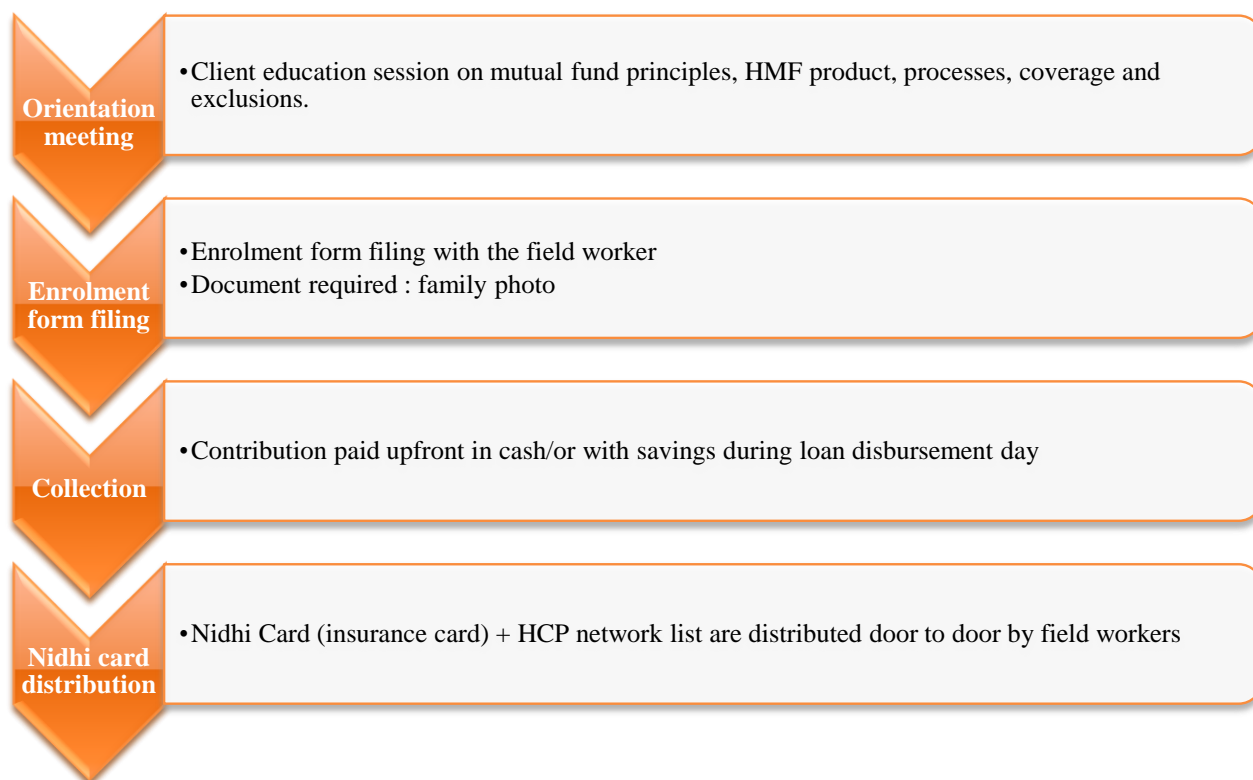 Orientation
meeting
•Client education session on mutual fund principles, HMF product, processes, coverage and
exclusions.
Enrolment
form filing
•Enrolment form filing with the field worker
•Document required : family photo
Collection
•Contribution paid upfront in cash/or with savings during loan disbursement day
Nidhi card
distribution
•Nidhi Card (insurance card) + HCP network list are distributed door to door by field workers